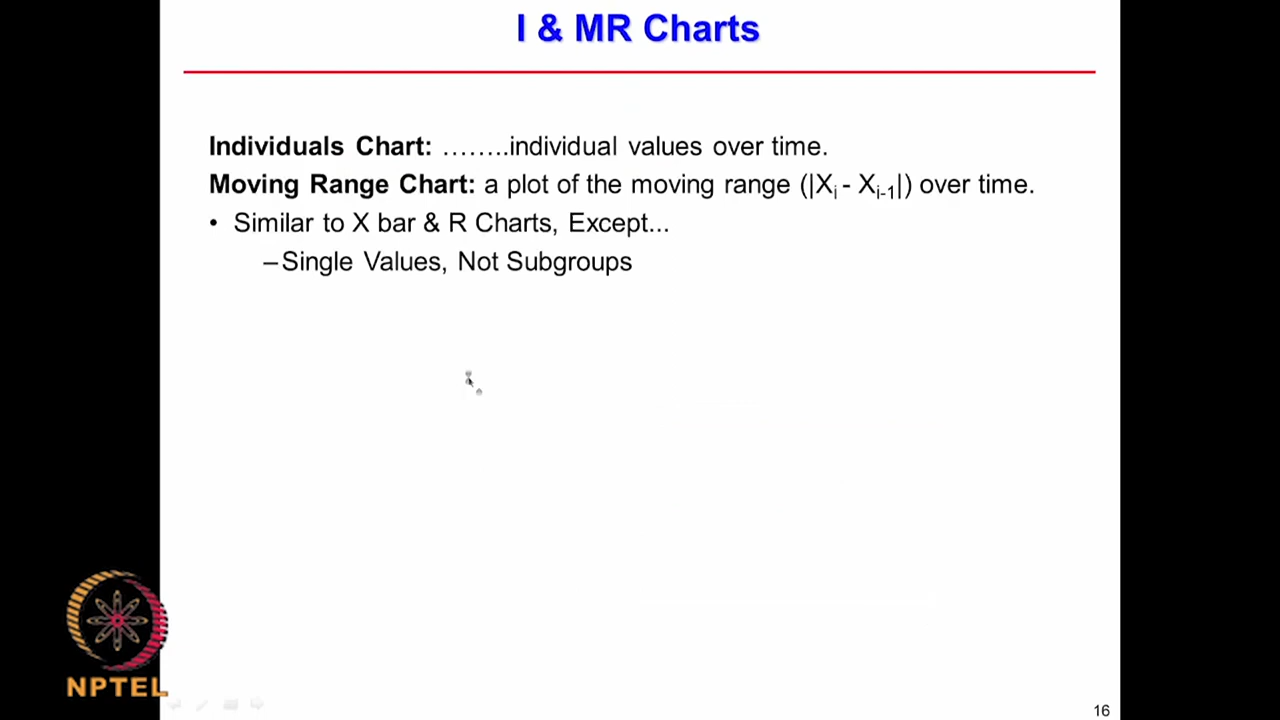 I & MR Charts
Individuals Chart: ........individual values over time.
Moving Range Chart: a plot of the moving range (|Xi - Xi-1|) over time.
• Similar to X bar & R Charts, Except...
–Single Values, Not Subgroups
NPTEL
16